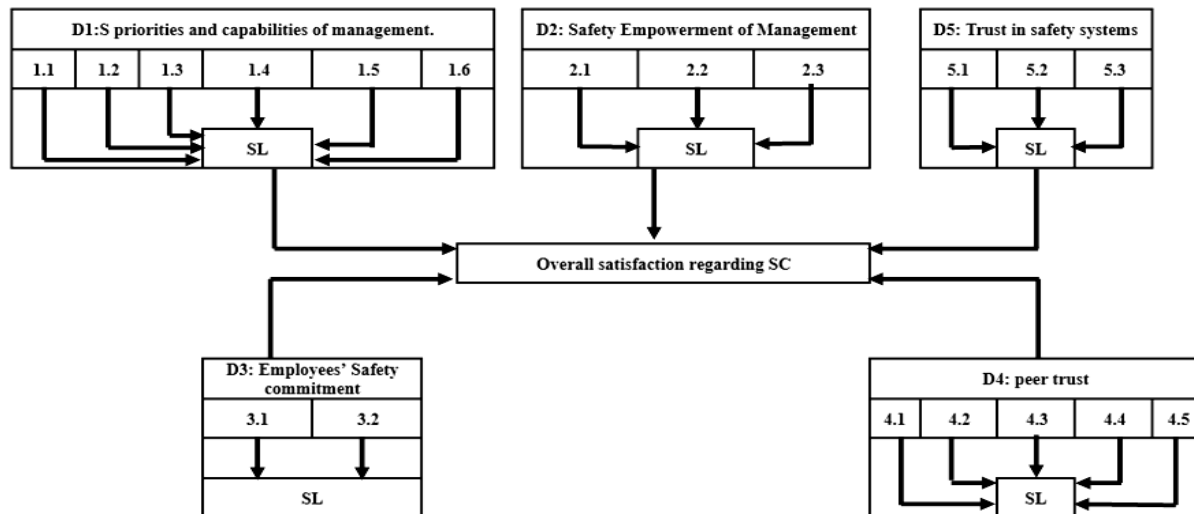 D1:S priorities and capabilities of management.
1.1 1.2 1.3 1.4 1.5 1.6
SL
D2: Safety Empowerment of Management
2.1 2.2 2.3
SL
D5: Trust in safety systems
5.1 5.2 5.3
SL
Overall satisfaction regarding SC
D3: Employees’ Safety
commitment
3.1 3.2
SL
D4: peer trust
4.1 4.2 4.3 4.4 4.5
SL